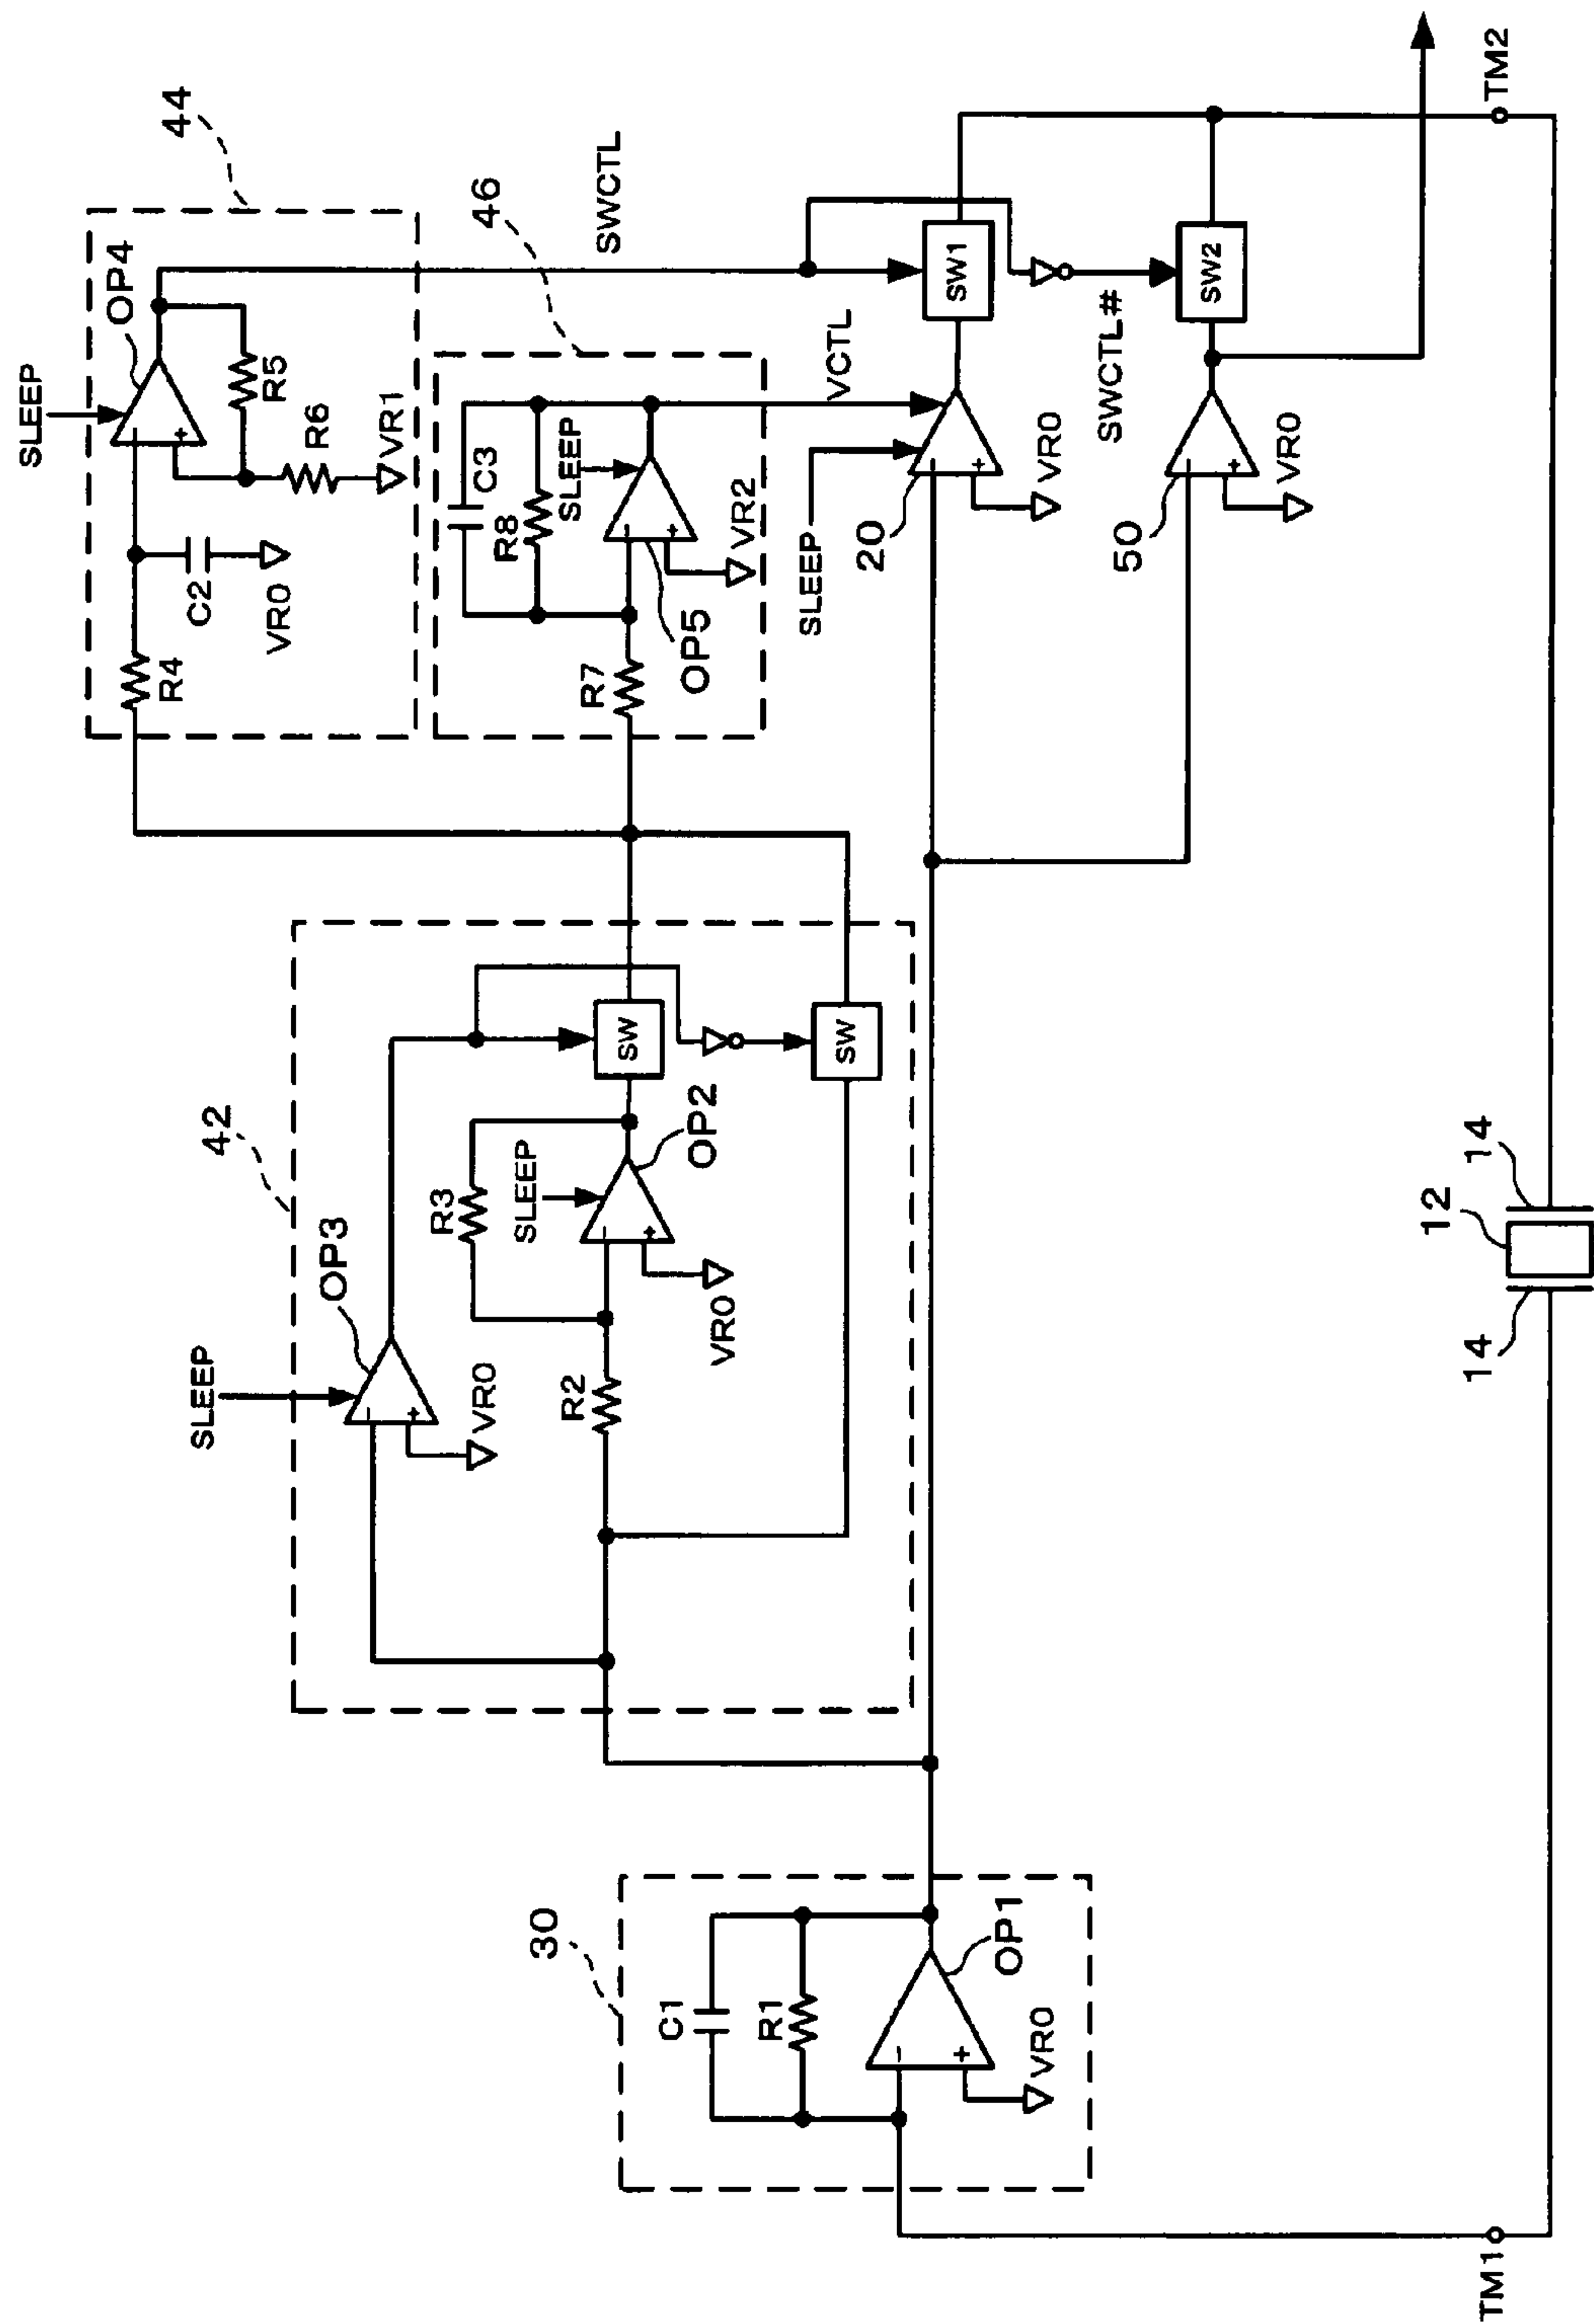 SLEEP
OP4
44
R5
R6
VR1
R4
C2
VR0
46
SWCTL
C3
R8
SLEEP
R7
OP5
VR2
VCTL
SLEEP
20
VR0
SW1
SWCTL#
SW2
50
VR0
TM2
42
SLEEP
OP3
VR0
R3
SLEEP
OP2
R2
VR0
SW
SW
30
C1
R1
OP1
VR0
TM1
14
12
14